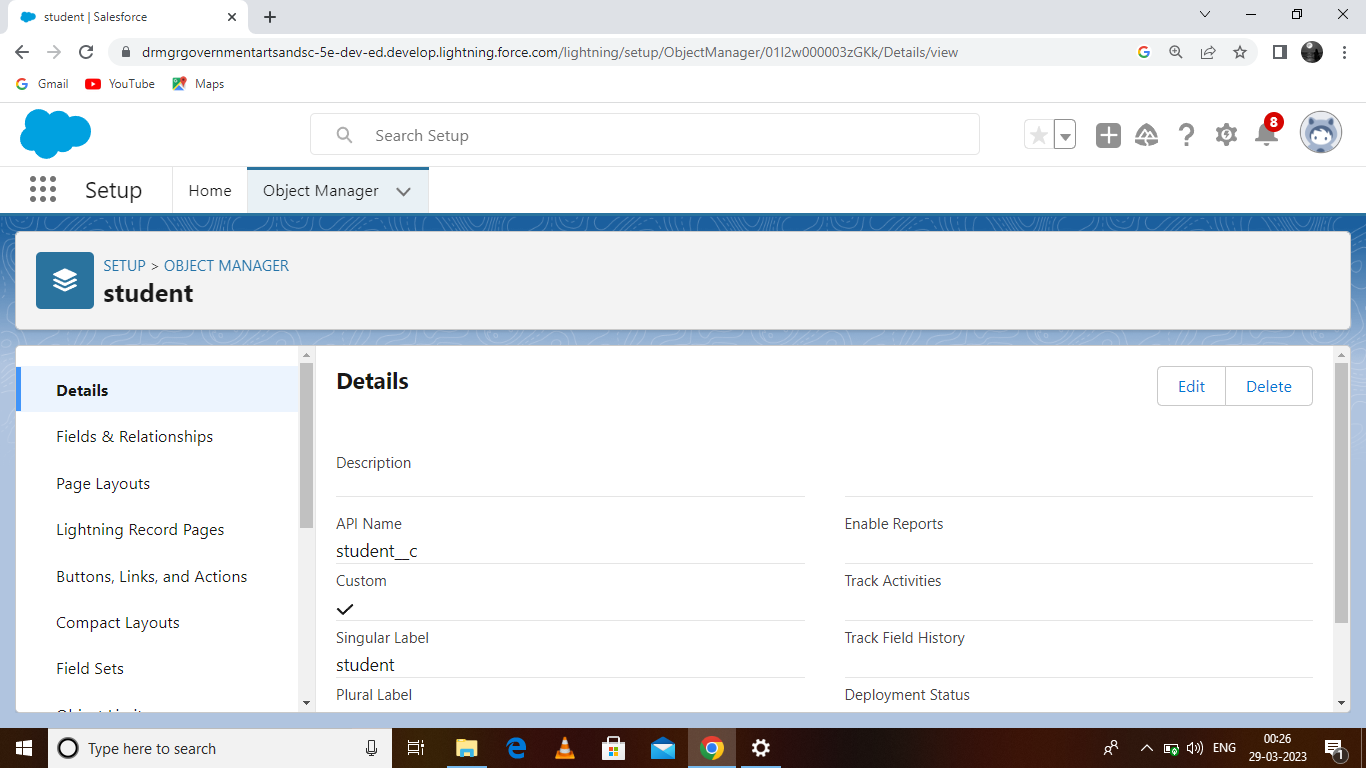 student | Salesforce
drmgrgovernmentartsandsc-5e-dev-ed.develop.lightning.force.com/lightning/setup/ObjectManager/01I2w000003zGKk/Details/view
Gmail YouTube Maps
Search Setup
8
Setup Home Object Manager
SETUP > OBJECT MANAGER
student
Details
Fields & Relationships
Page Layouts
Lightning Record Pages
Buttons, Links, and Actions
Compact Layouts
Field Sets
Object Limits
Details
Edit Delete
Description
API Name
student__c
Custom
Singular Label
student
Plural Label
Enable Reports
Track Activities
Track Field History
Deployment Status
Type here to search
ENG
00:26
29-03-2023
1